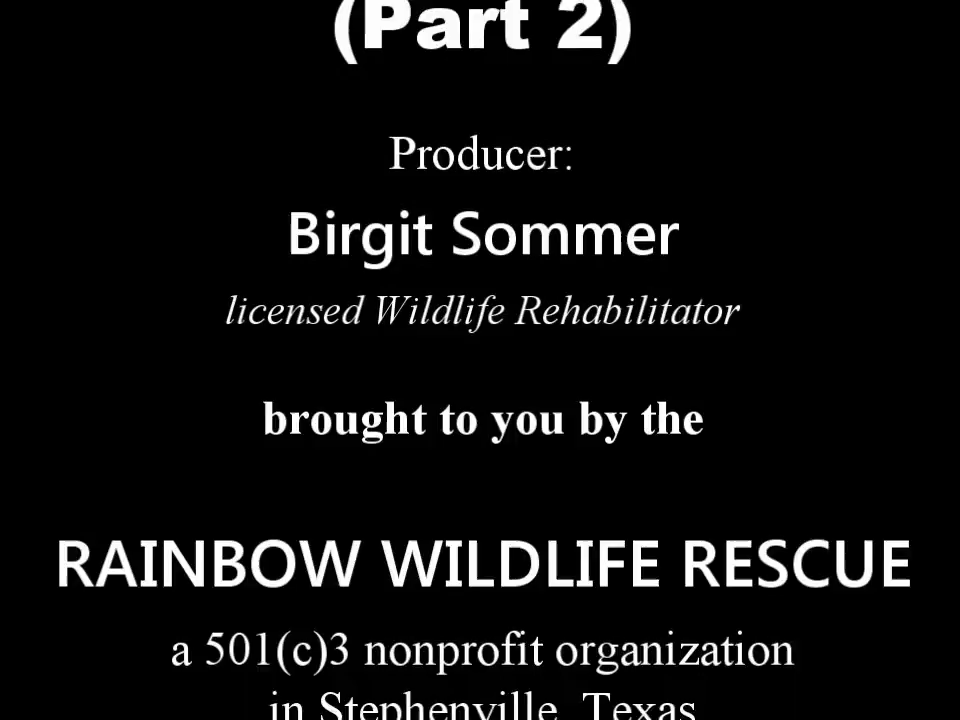 (Part 2)
Producer:
Birgit Sommer
licensed Wildlife Rehabilitator
brought to you by the
RAINBOW WILDLIFE RESCUE
a 501(c)3 nonprofit organization
in Stephenville, Texas